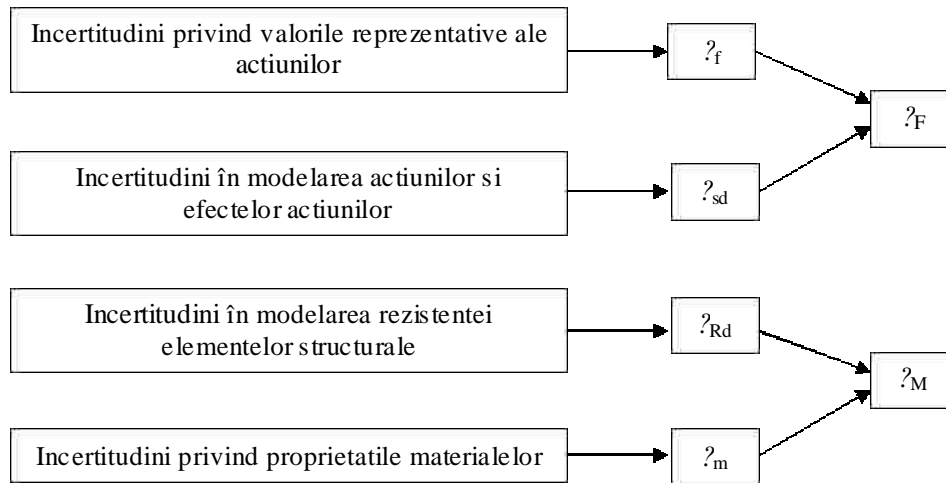 Incertitudini privind valorile reprezentative ale
actiunilor
?f
?F
Incertitudini în modelarea actiunilor si
efectelor actiunilor
?sd
Incertitudini în modelarea rezistentei
elementelor structurale
?Rd
?M
Incertitudini privind proprietatile materialelor
?m